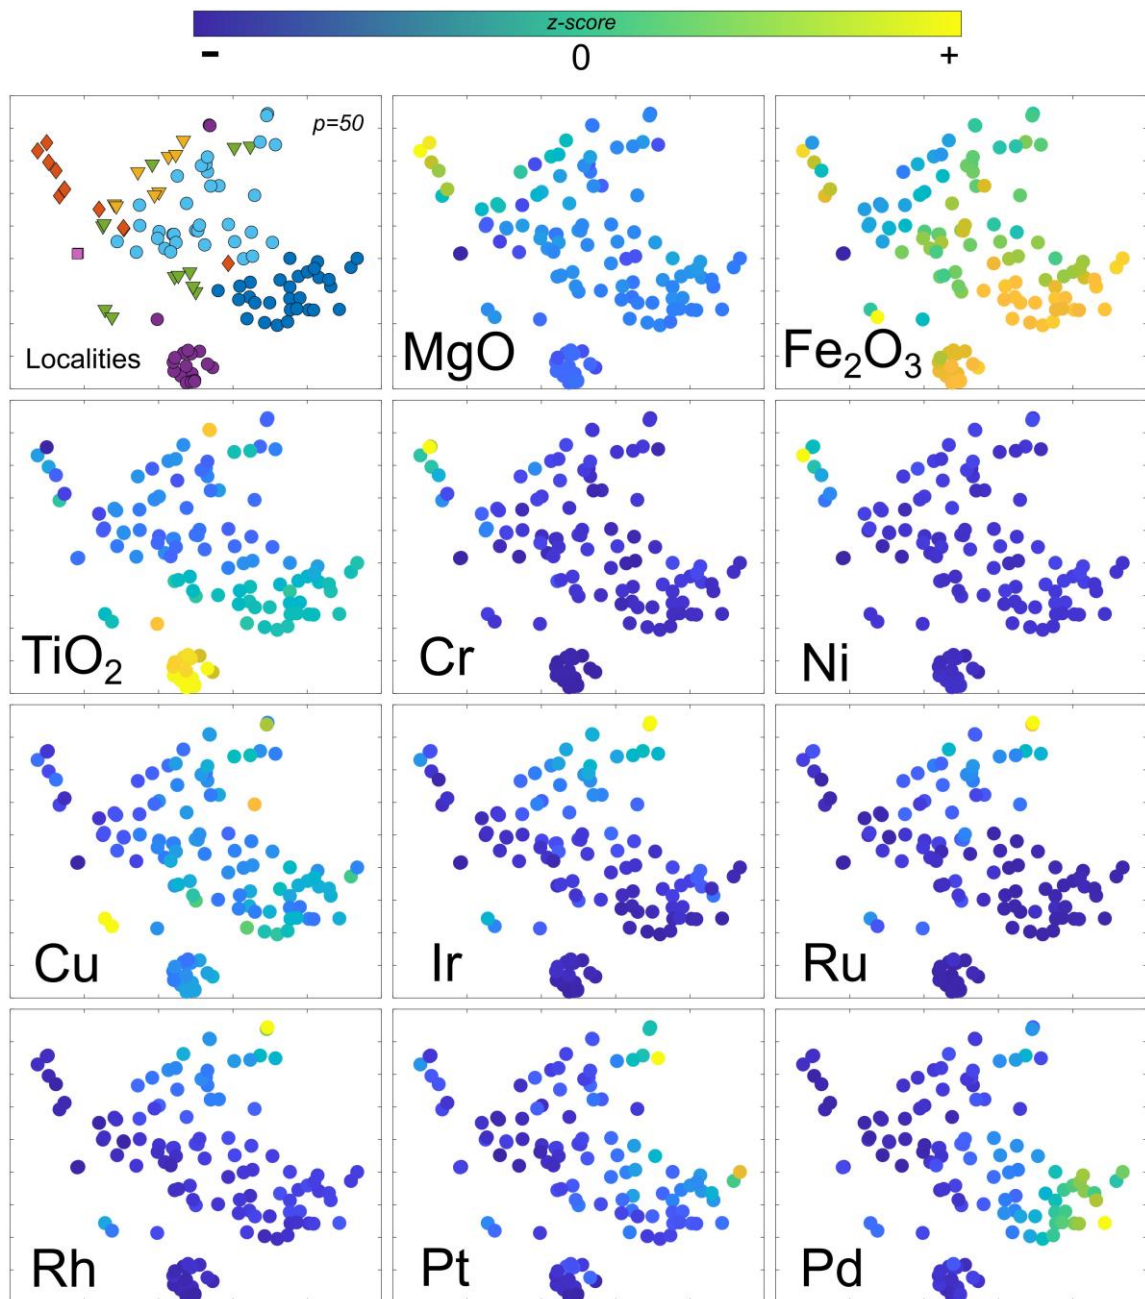 z-score
- 0 +
p=50
Localities
MgO
Fe₂O₃
TiO₂
Cr
Ni
Cu
Ir
Ru
Rh
Pt
Pd